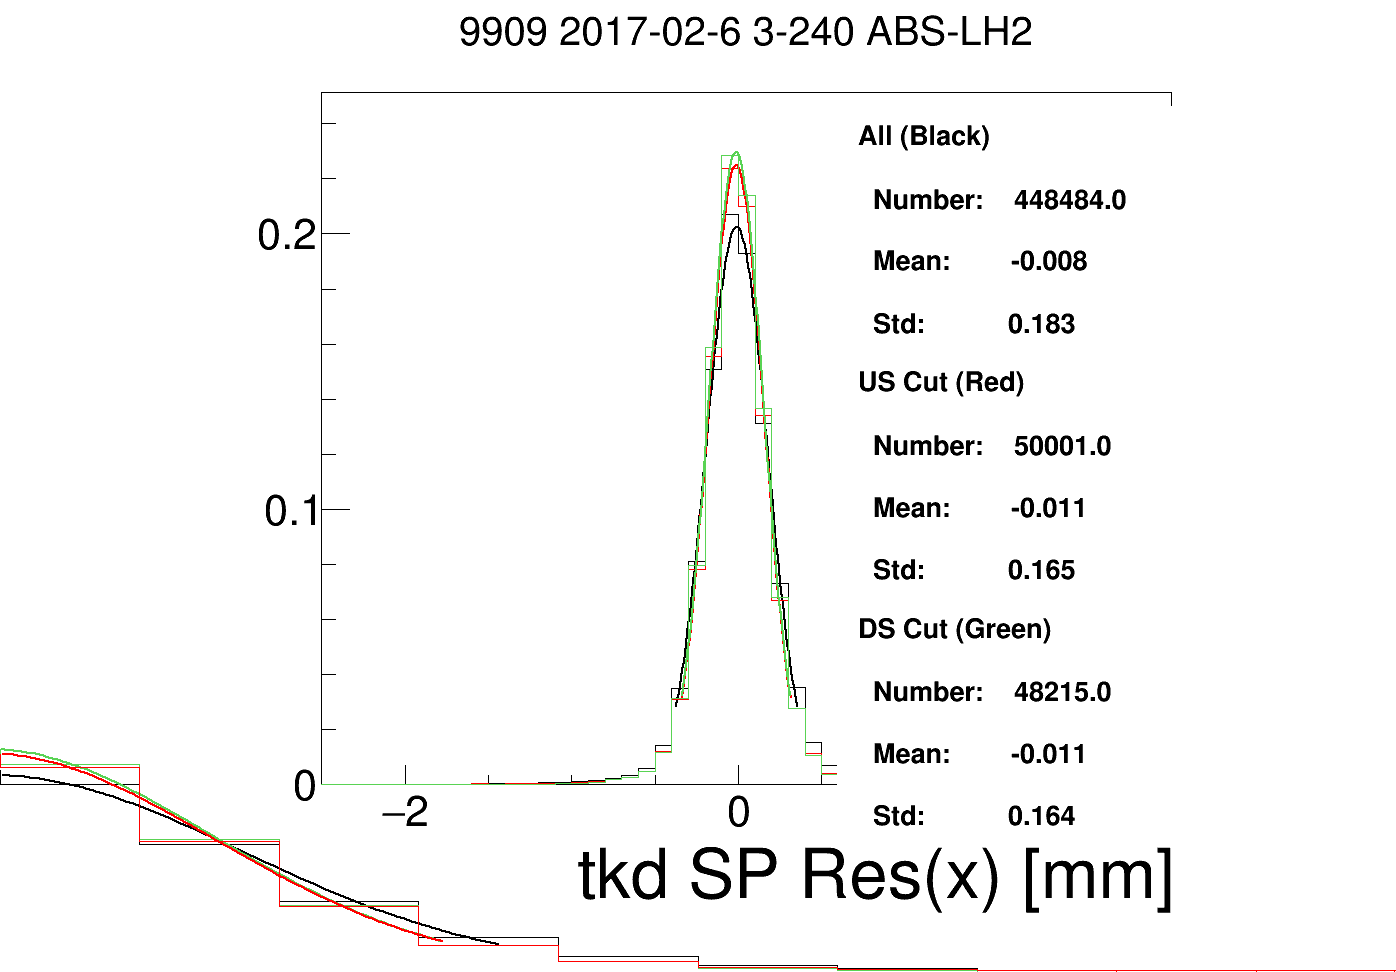 9909 2017-02-6 3-240 ABS-LH2
All (Black)
Number: 448484.0
Mean: -0.008
Std: 0.183
US Cut (Red)
Number: 50001.0
Mean: -0.011
Std: 0.165
DS Cut (Green)
Number: 48215.0
Mean: -0.011
Std: 0.164
0.2
0.1
0
−2 0
tkd SP Res(x) [mm]